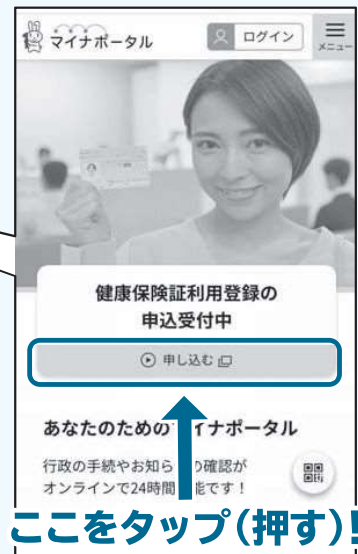 マイナポータル
ログイン
メニュー
健康保険証利用登録の
申込受付中
申し込む
あなたのための イナポータル
行政の手続やお知ら の確認が
オンラインで24時間 能です！
ここをタップ（押す）！